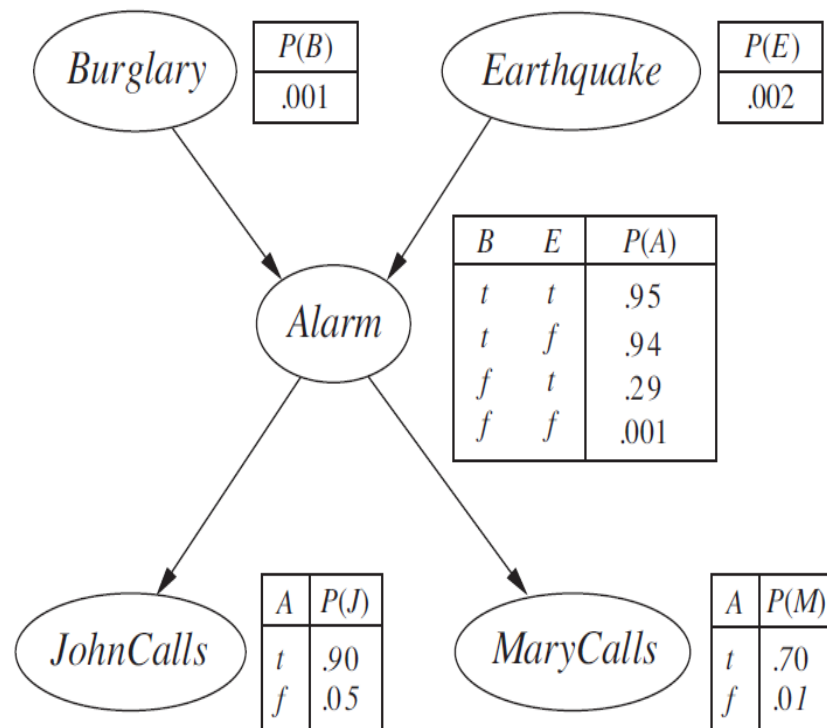 Burglary
P(B)
.001
Earthquake
P(E)
.002
B E P(A)
t t .95
t f .94
f t .29
f f .001
Alarm
JohnCalls
A P(J)
t .90
f .05
MaryCalls
A P(M)
t .70
f .01